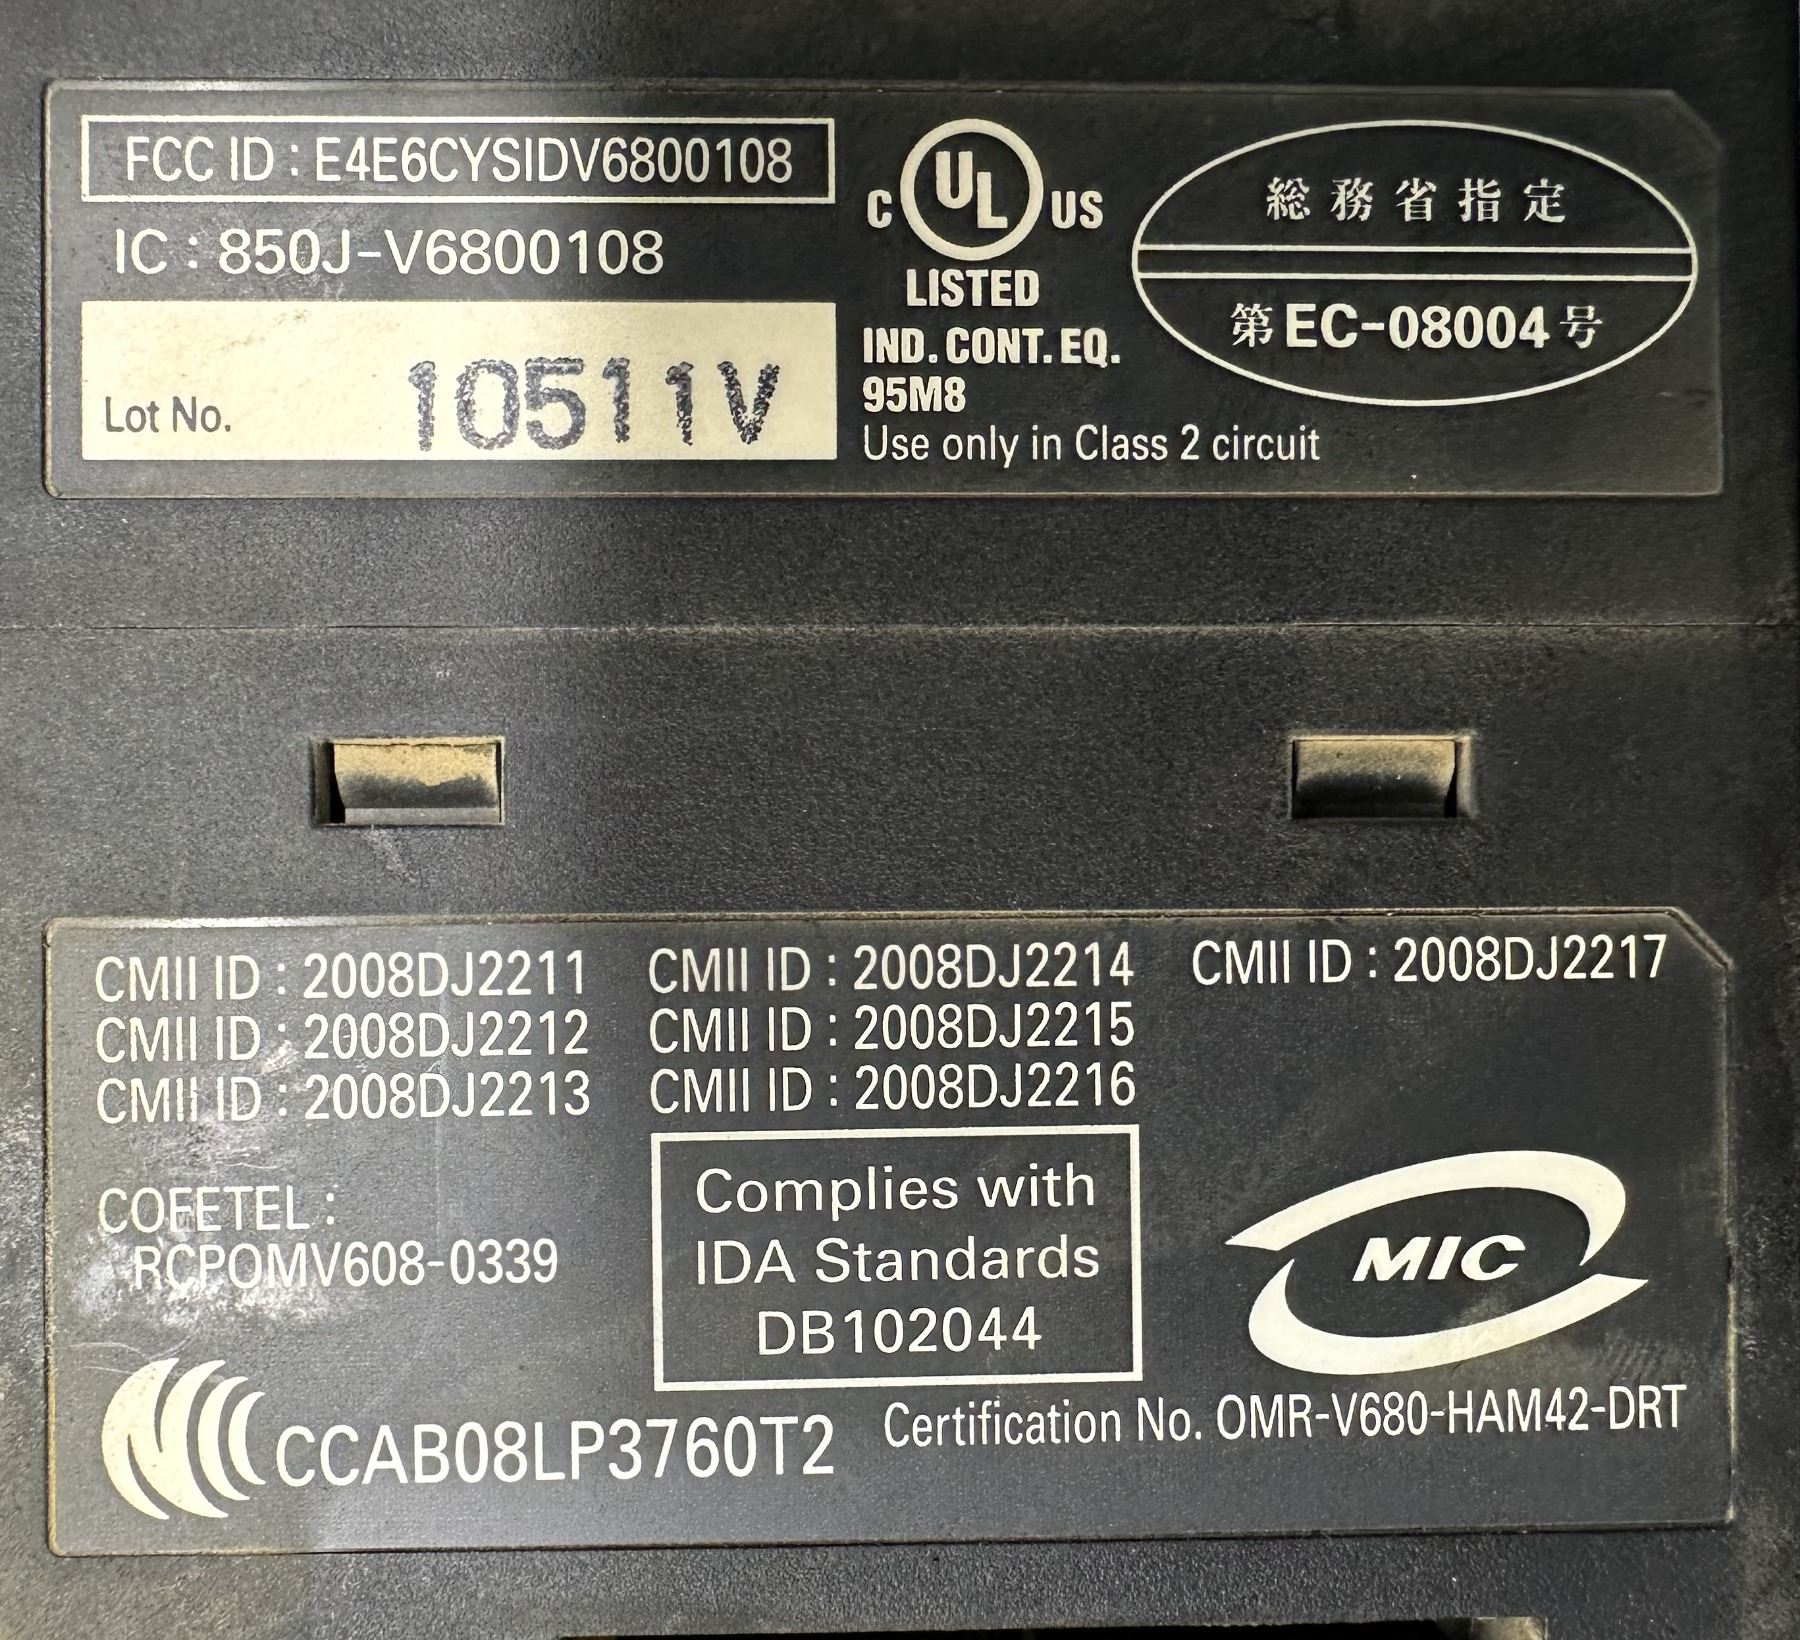 FCC ID : E4E6CYSIDV6800108
IC : 850J-V6800108
Lot No. 10511V
C UL US
LISTED
IND. CONT. EQ.
95M8
Use only in Class 2 circuit
総務省指定
第EC-08004号
CMII ID : 2008DJ2211
CMII ID : 2008DJ2212
CMII ID : 2008DJ2213
CMII ID : 2008DJ2214
CMII ID : 2008DJ2215
CMII ID : 2008DJ2216
CMII ID : 2008DJ2217
COFETEL :
RCPOMV608-0339
Complies with
IDA Standards
DB102044
MIC
Certification No. OMR-V680-HAM42-DRT
CCAB08LP3760T2